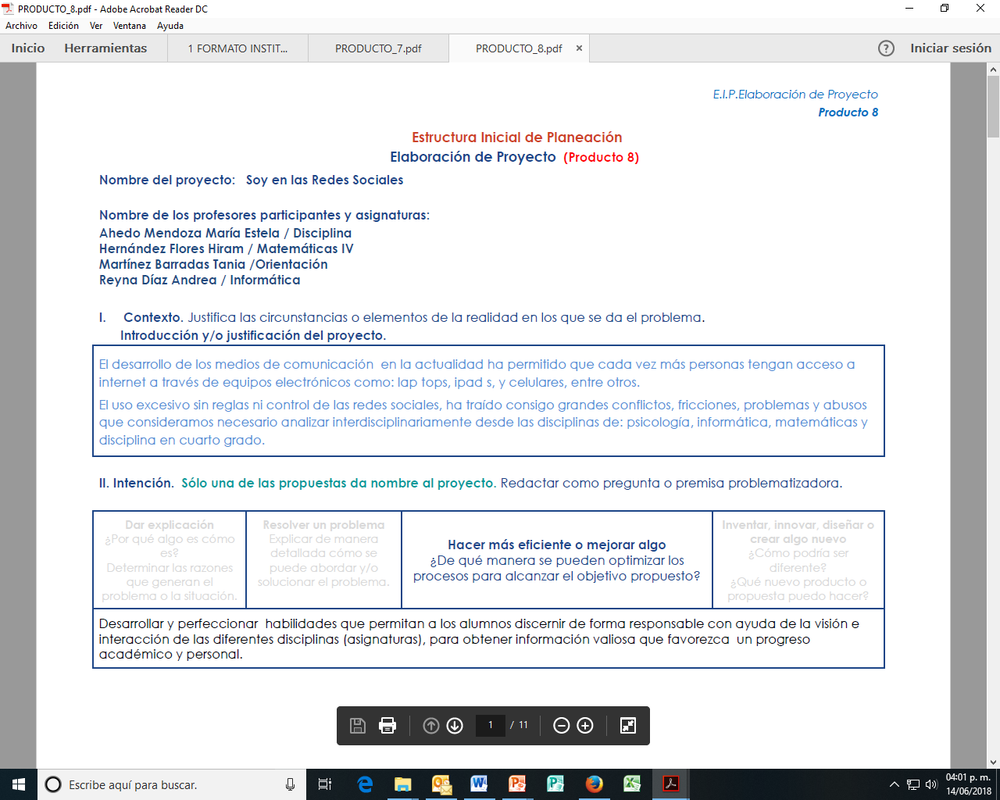 PRODUCTO_8.pdf - Adobe Acrobat Reader DC
Archivo Edición Ver Ventana Ayuda
Inicio Herramientas 1 FORMATO INSTIT... PRODUCTO_7.pdf PRODUCTO_8.pdf × ? Iniciar sesión
E.I.P.Elaboración de Proyecto
Producto 8
Estructura Inicial de Planeación
Elaboración de Proyecto (Producto 8)
Nombre del proyecto: Soy en las Redes Sociales
Nombre de los profesores participantes y asignaturas:
Ahedo Mendoza María Estela / Disciplina
Hernández Flores Hiram / Matemáticas IV
Martínez Barradas Tania /Orientación
Reyna Díaz Andrea / Informática
I. Contexto. Justifica las circunstancias o elementos de la realidad en los que se da el problema.
Introducción y/o justificación del proyecto.
El desarrollo de los medios de comunicación en la actualidad ha permitido que cada vez más personas tengan acceso a
internet a través de equipos electrónicos como: lap tops, ipad s, y celulares, entre otros.
El uso excesivo sin reglas ni control de las redes sociales, ha traído consigo grandes conflictos, fricciones, problemas y abusos
que consideramos necesario analizar interdisciplinariamente desde las disciplinas de: psicología, informática, matemáticas y
disciplina en cuarto grado.
II. Intención. Sólo una de las propuestas da nombre al proyecto. Redactar como pregunta o premisa problematizadora.
Dar explicación
¿Por qué algo es cómo
es?
Determinar las razones
que generan el
problema o la situación.
Resolver un problema
Explicar de manera
detallada cómo se
puede abordar y/o
solucionar el problema.
Hacer más eficiente o mejorar algo
¿De qué manera se pueden optimizar los
procesos para alcanzar el objetivo propuesto?
Inventar, innovar, diseñar o
crear algo nuevo
¿Cómo podría ser
diferente?
¿Qué nuevo producto o
propuesta puedo hacer?
Desarrollar y perfeccionar habilidades que permitan a los alumnos discernir de forma responsable con ayuda de la visión e
interacción de las diferentes disciplinas (asignaturas), para obtener información valiosa que favorezca un progreso
académico y personal.
1 / 11
Escribe aquí para buscar.
04:01 p. m.
14/06/2018